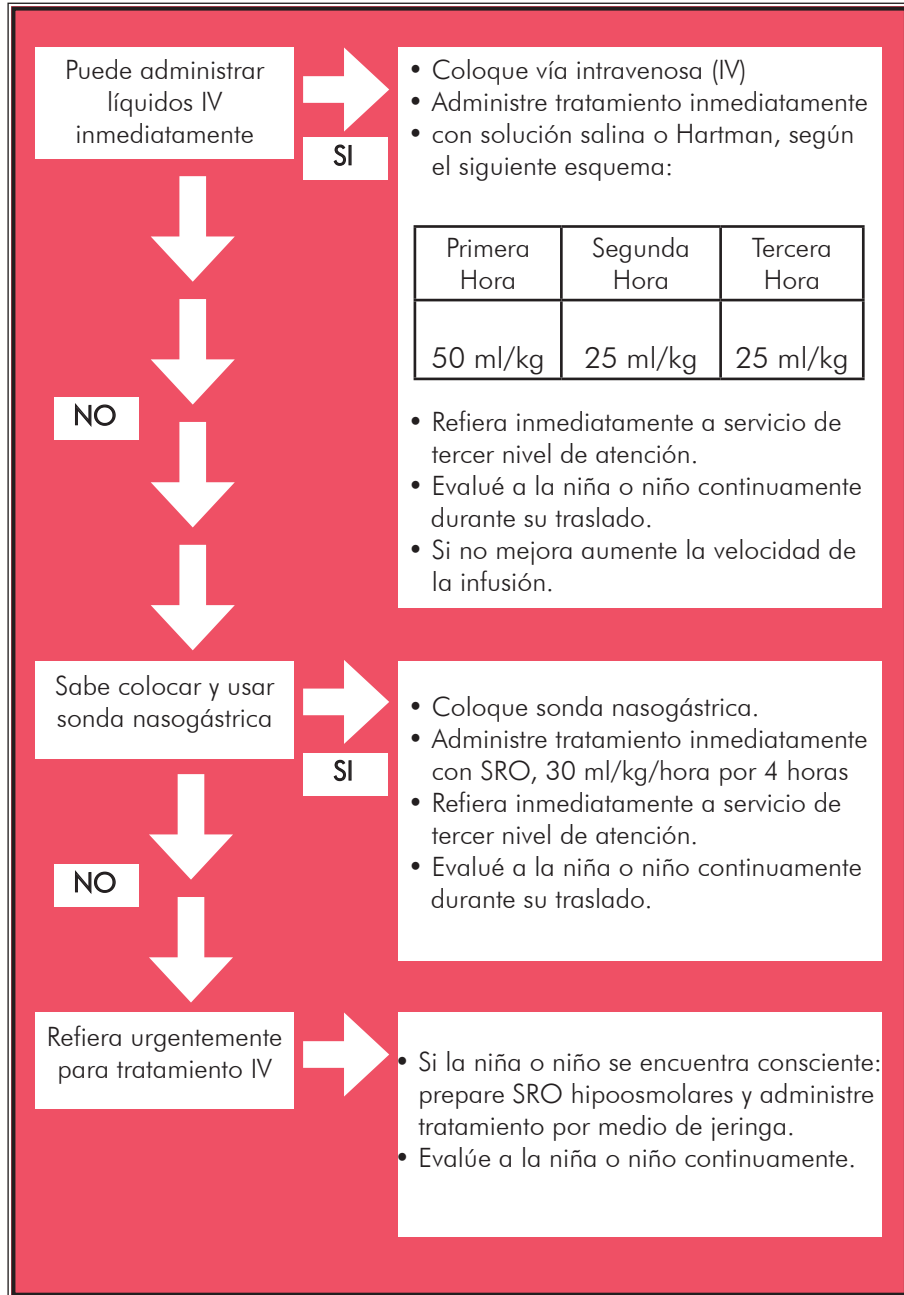 Puede administrar
líquidos IV
inmediatamente
SI
• Coloque vía intravenosa (IV)
• Administre tratamiento inmediatamente
• con solución salina o Hartman, según
el siguiente esquema:
Primera Hora
Segunda Hora
Tercera Hora
50 ml/kg
25 ml/kg
25 ml/kg
• Refiera inmediatamente a servicio de
tercer nivel de atención.
• Evalué a la niña o niño continuamente
durante su traslado.
• Si no mejora aumente la velocidad de
la infusión.
NO
Sabe colocar y usar
sonda nasogástrica
SI
• Coloque sonda nasogástrica.
• Administre tratamiento inmediatamente
con SRO, 30 ml/kg/hora por 4 horas
• Refiera inmediatamente a servicio de
tercer nivel de atención.
• Evalué a la niña o niño continuamente
durante su traslado.
NO
Refiera urgentemente
para tratamiento IV
• Si la niña o niño se encuentra consciente:
prepare SRO hipoosmolares y administre
tratamiento por medio de jeringa.
• Evalúe a la niña o niño continuamente.